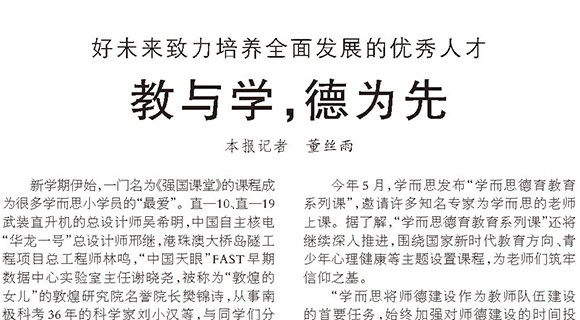 好未来致力培养全面发展的优秀人才
教与学，德为先
本报记者 董丝雨
新学期伊始，一门名为《强国课堂》的课程成
为很多学而思小学员的“最爱”。直—10、直—19
武装直升机的总设计师吴希明，中国自主核电
“华龙一号”总设计师邢继，港珠澳大桥岛隧工
程项目总工程师林鸣，“中国天眼”FAST早期
数据中心实验室主任谢晓尧，被称为“敦煌的
女儿”的敦煌研究院名誉院长樊锦诗，从事南
极科考36年的科学家刘小汉等，与同学们分
今年5月，学而思发布“学而思德育教育
系列课”，邀请许多知名专家为学而思的老师
上课。据了解，“学而思德育教育系列课”还将
继续深入推进，围绕国家新时代教育方向、青
少年心理健康等主题设置课程，为老师们筑牢
信仰之基。
“学而思将师德建设作为教师队伍建设
的首要任务，始终加强对师德建设的时间投